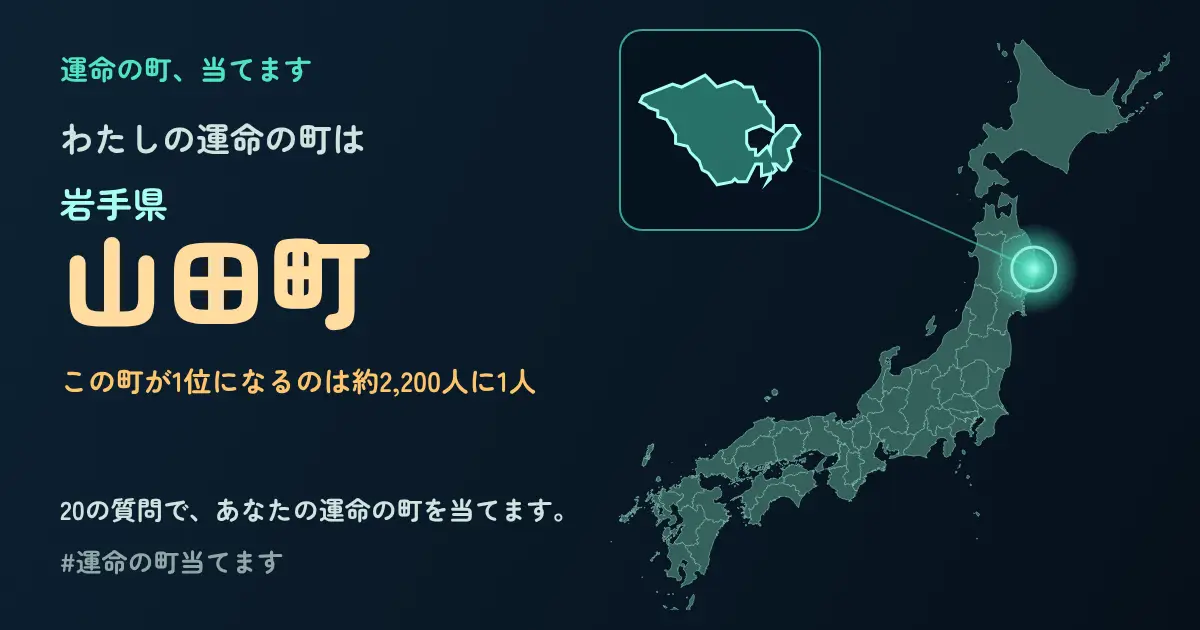 運命の町、当てます
わたしの運命の町は
岩手県
山田町
この町が1位になるのは約2,200人に1人
20の質問で、あなたの運命の町を当てます。
#運命の町当てます